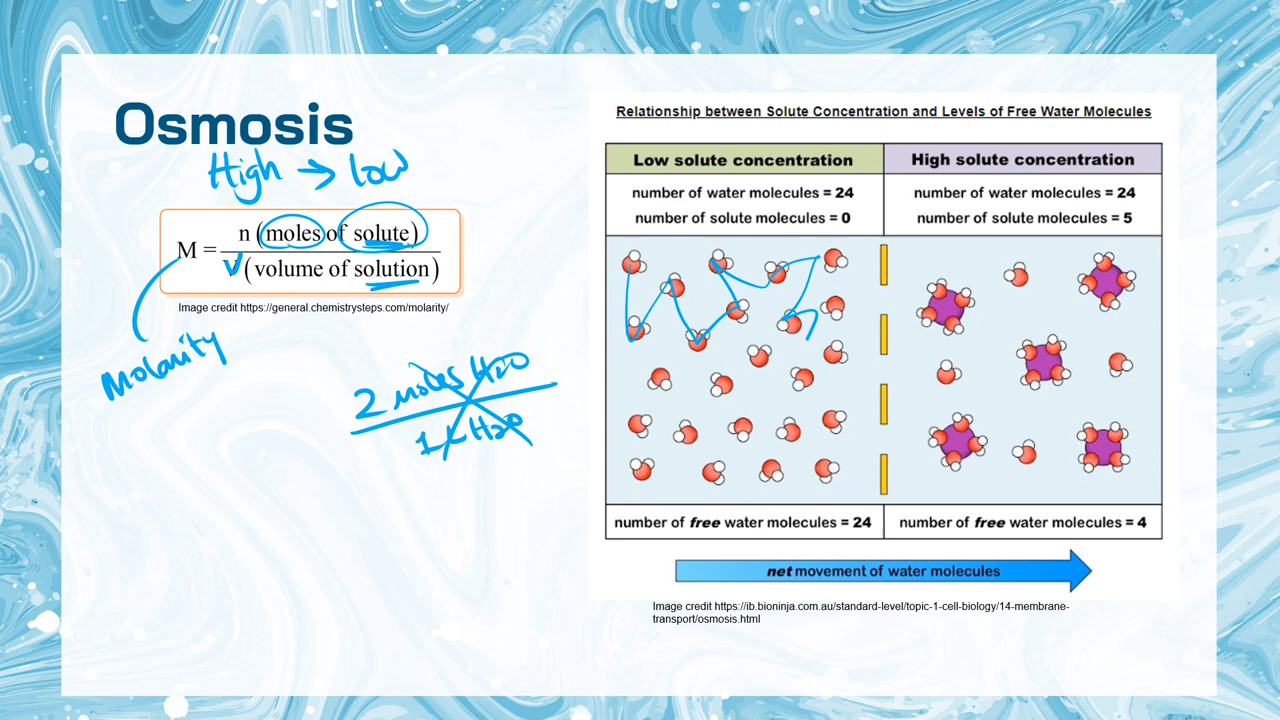 Osmosis
High → low
M = n (moles of solute)
V (volume of solution)
Image credit https://general.chemistrysteps.com/molarity/
Molarity
2 moles H2O
1 L H2O
Relationship between Solute Concentration and Levels of Free Water Molecules
Low solute concentration
number of water molecules = 24
number of solute molecules = 0
number of free water molecules = 24
High solute concentration
number of water molecules = 24
number of solute molecules = 5
number of free water molecules = 4
net movement of water molecules
Image credit https://ib.bioninja.com.au/standard-level/topic-1-cell-biology/14-membrane-
transport/osmosis.html